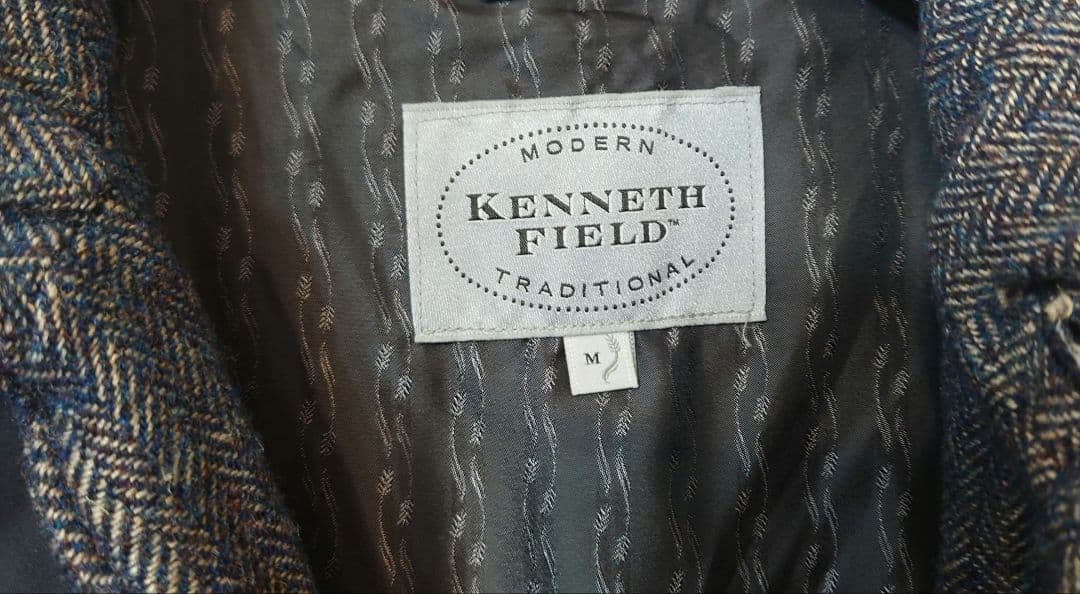 MODERN
KENNETH
FIELD™
TRADITIONAL
M